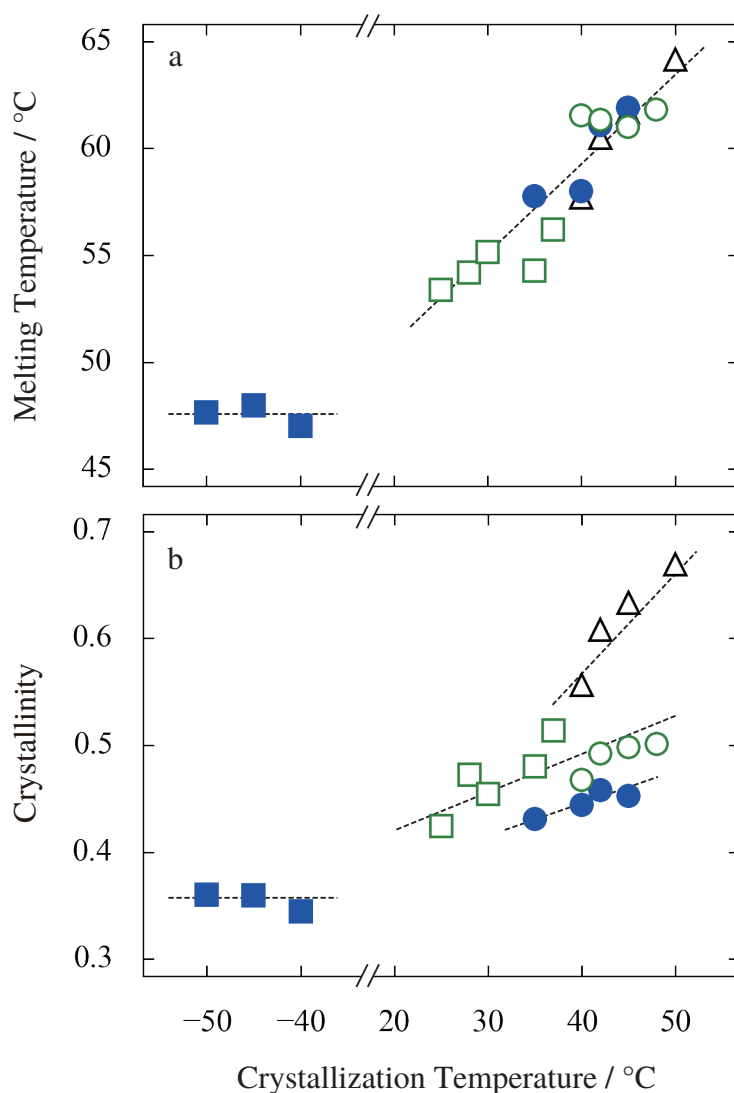 a
65
60
55
50
45
Melting Temperature / °C
b
0.7
0.6
0.5
0.4
0.3
Crystallinity
−50 −40 20 30 40 50
Crystallization Temperature / °C